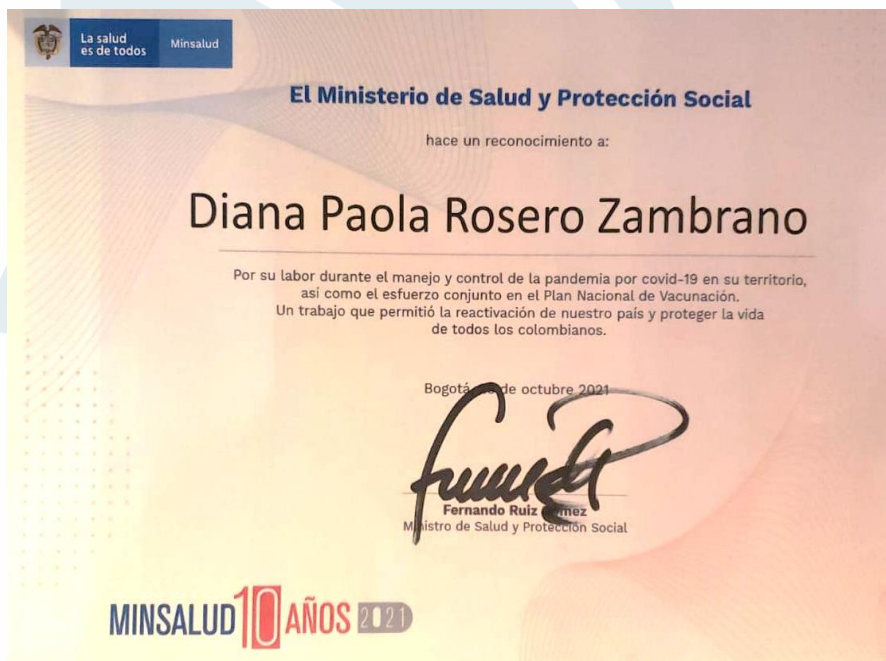 La salud
es de todos
Minsalud
El Ministerio de Salud y Protección Social
hace un reconocimiento a:
Diana Paola Rosero Zambrano
Por su labor durante el manejo y control de la pandemia por covid-19 en su territorio,
así como el esfuerzo conjunto en el Plan Nacional de Vacunación.
Un trabajo que permitió la reactivación de nuestro país y proteger la vida
de todos los colombianos.
Bogotá de octubre 2021
Fernando Ruiz
Ministro de Salud y Protección Social
MINSALUD 10 AÑOS 2021